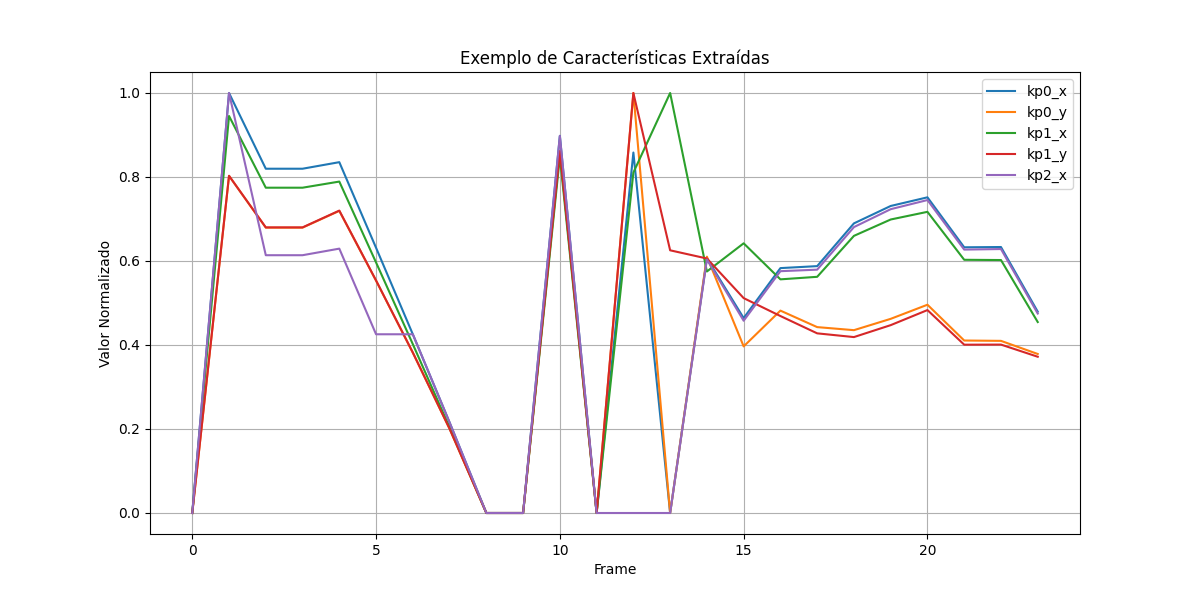 Exemplo de Características Extraídas
kp0_x
kp0_y
kp1_x
kp1_y
kp2_x
Valor Normalizado
1.0
0.8
0.6
0.4
0.2
0.0
0
5
10
15
20
Frame